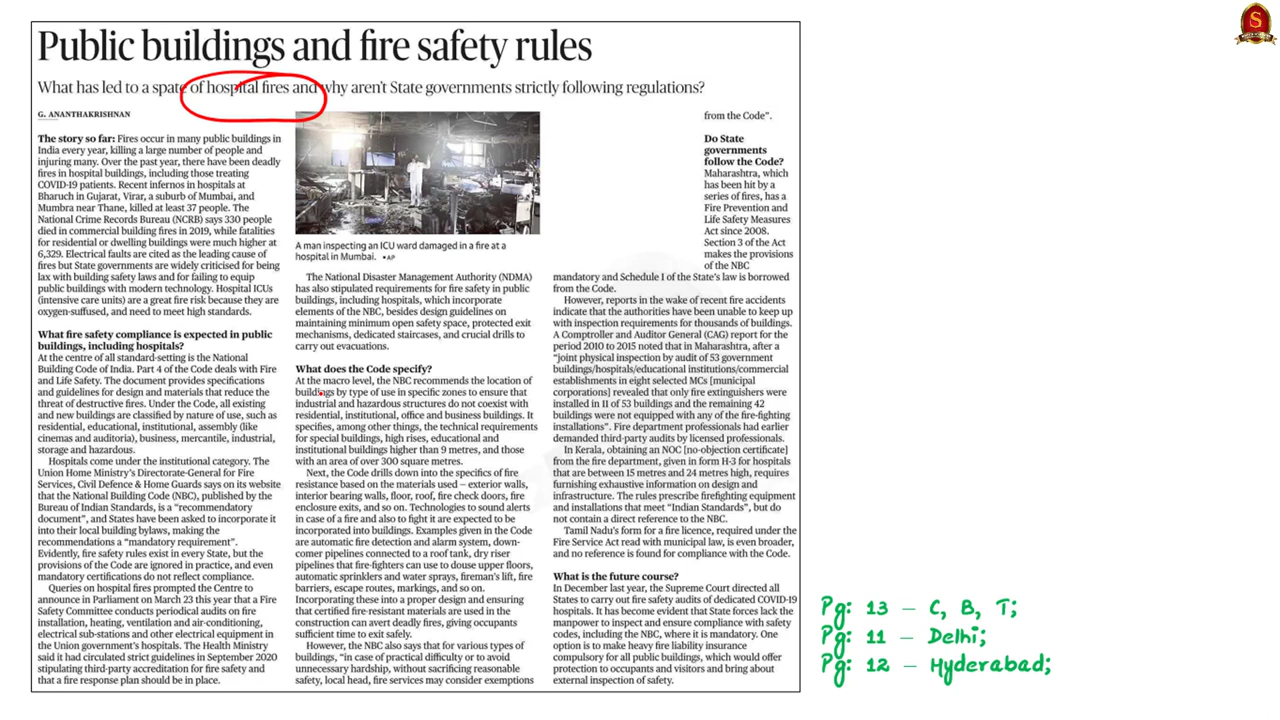 Public buildings and fire safety rules
What has led to a spate of hospital fires and why aren't State governments strictly following regulations?
G. ANANTHAKRISHNAN
The story so far: Fires occur in many public buildings in
India every year, killing a large number of people and
injuring many. Over the past year, there have been deadly
fires in hospital buildings, including those treating
COVID-19 patients. Recent infernos in hospitals at
Bharuch in Gujarat, Virar, a suburb of Mumbai, and
Mumbra near Thane, killed at least 37 people. The
National Crime Records Bureau (NCRB) says 330 people
died in commercial building fires in 2019, while fatalities
for residential or dwelling buildings were much higher at
6,329. Electrical faults are cited as the leading cause of
fires but State governments are widely criticised for being
lax with building safety laws and for failing to equip
public buildings with modern technology. Hospital ICUs
(intensive care units) are a great fire risk because they are
oxygen-suffused, and need to meet high standards.
What fire safety compliance is expected in public
buildings, including hospitals?
At the centre of all standard-setting is the National
Building Code of India. Part 4 of the Code deals with Fire
and Life Safety. The document provides specifications
and guidelines for design and materials that reduce the
threat of destructive fires. Under the Code, all existing
and new buildings are classified by nature of use, such as
residential, educational, institutional, assembly (like
cinemas and auditoria), business, mercantile, industrial,
storage and hazardous.
Hospitals come under the institutional category. The
Union Home Ministry's Directorate-General for Fire
Services, Civil Defence & Home Guards says on its website
that the National Building Code (NBC), published by the
Bureau of Indian Standards, is a "recommendatory
document", and States have been asked to incorporate it
into their local building bylaws, making the
recommendations a "mandatory requirement".
Evidently, fire safety rules exist in every State, but the
provisions of the Code are ignored in practice, and even
mandatory certifications do not reflect compliance.
Queries on hospital fires prompted the Centre to
announce in Parliament on March 23 this year that a Fire
Safety Committee conducts periodical audits on fire
installation, heating, ventilation and air-conditioning,
electrical sub-stations and other electrical equipment in
the Union government's hospitals. The Health Ministry
said it had circulated strict guidelines in September 2020
stipulating third-party accreditation for fire safety and
that a fire response plan should be in place.
A man inspecting an ICU ward damaged in a fire at a
hospital in Mumbai. •AP
The National Disaster Management Authority (NDMA)
has also stipulated requirements for fire safety in public
buildings, including hospitals, which incorporate
elements of the NBC, besides design guidelines on
maintaining minimum open safety space, protected exit
mechanisms, dedicated staircases, and crucial drills to
carry out evacuations.
What does the Code specify?
At the macro level, the NBC recommends the location of
buildings by type of use in specific zones to ensure that
industrial and hazardous structures do not coexist with
residential, institutional, office and business buildings. It
specifies, among other things, the technical requirements
for special buildings, high rises, educational and
institutional buildings higher than 9 metres, and those
with an area of over 300 square metres.
Next, the Code drills down into the specifics of fire
resistance based on the materials used – exterior walls,
interior bearing walls, floor, roof, fire check doors, fire
enclosure exits, and so on. Technologies to sound alerts
in case of a fire and also to fight it are expected to be
incorporated into buildings. Examples given in the Code
are automatic fire detection and alarm system, down-
comer pipelines connected to a roof tank, dry riser
pipelines that fire-fighters can use to douse upper floors,
automatic sprinklers and water sprays, fireman's lift, fire
barriers, escape routes, markings, and so on.
Incorporating these into a proper design and ensuring
that certified fire-resistant materials are used in the
construction can avert deadly fires, giving occupants
sufficient time to exit safely.
However, the NBC also says that for various types of
buildings, "in case of practical difficulty or to avoid
unnecessary hardship, without sacrificing reasonable
safety, local head, fire services may consider exemptions
from the Code".
Do State
governments
follow the Code?
Maharashtra, which
has been hit by a
series of fires, has a
Fire Prevention and
Life Safety Measures
Act since 2008.
Section 3 of the Act
makes the provisions
of the NBC
mandatory and Schedule I of the State's law is borrowed
from the Code.
However, reports in the wake of recent fire accidents
indicate that the authorities have been unable to keep up
with inspection requirements for thousands of buildings.
A Comptroller and Auditor General (CAG) report for the
period 2010 to 2015 noted that in Maharashtra, after a
"joint physical inspection by audit of 53 government
buildings/hospitals/educational institutions/commercial
establishments in eight selected MCs [municipal
corporations] revealed that only fire extinguishers were
installed in 11 of 53 buildings and the remaining 42
buildings were not equipped with any of the fire-fighting
installations". Fire department professionals had earlier
demanded third-party audits by licensed professionals.
In Kerala, obtaining an NOC [no-objection certificate]
from the fire department, given in form H-3 for hospitals
that are between 15 metres and 24 metres high, requires
furnishing exhaustive information on design and
infrastructure. The rules prescribe firefighting equipment
and installations that meet "Indian Standards", but do
not contain a direct reference to the NBC.
Tamil Nadu's form for a fire licence, required under the
Fire Service Act read with municipal law, is even broader,
and no reference is found for compliance with the Code.
What is the future course?
In December last year, the Supreme Court directed all
States to carry out fire safety audits of dedicated COVID-19
hospitals. It has become evident that State forces lack the
manpower to inspect and ensure compliance with safety
codes, including the NBC, where it is mandatory. One
option is to make heavy fire liability insurance
compulsory for all public buildings, which would offer
protection to occupants and visitors and bring about
external inspection of safety.
Pg: 13 – C, B, T;
Pg: 11 – Delhi;
Pg: 12 – Hyderabad;